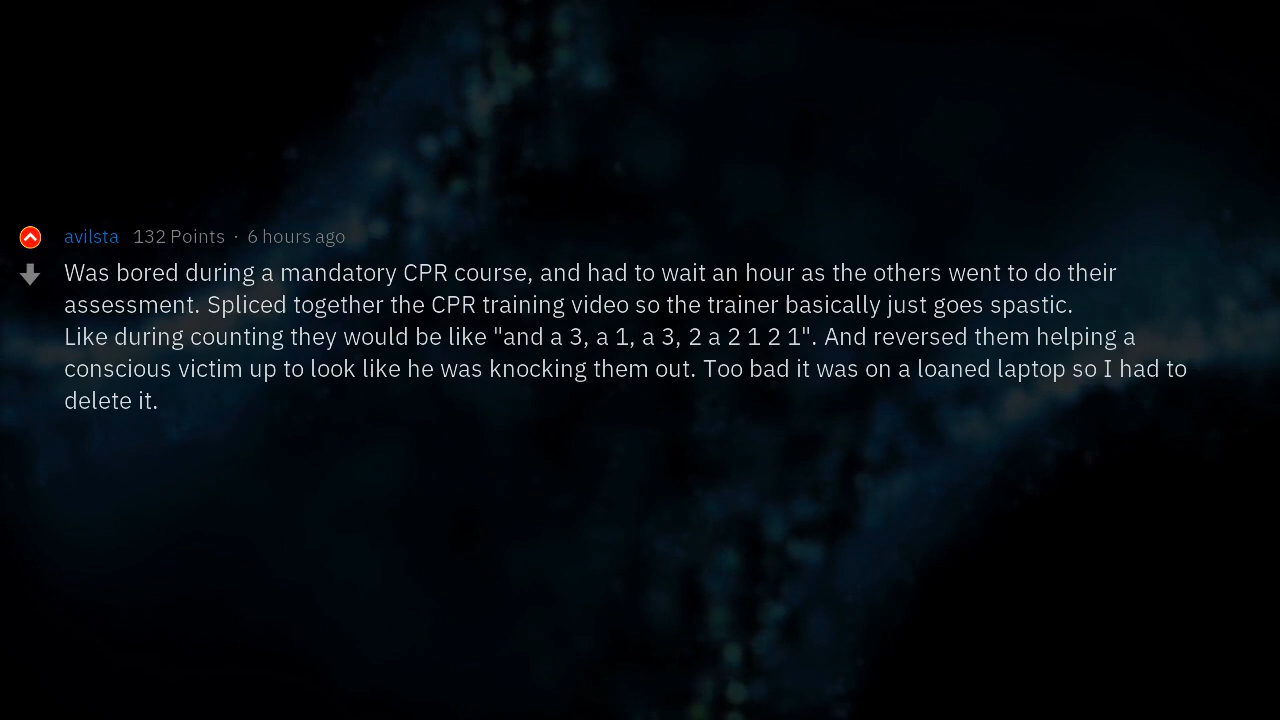 avilsta 132 Points · 6 hours ago
Was bored during a mandatory CPR course, and had to wait an hour as the others went to do their
assessment. Spliced together the CPR training video so the trainer basically just goes spastic.
Like during counting they would be like "and a 3, a 1, a 3, 2 a 2 1 2 1". And reversed them helping a
conscious victim up to look like he was knocking them out. Too bad it was on a loaned laptop so I had to
delete it.